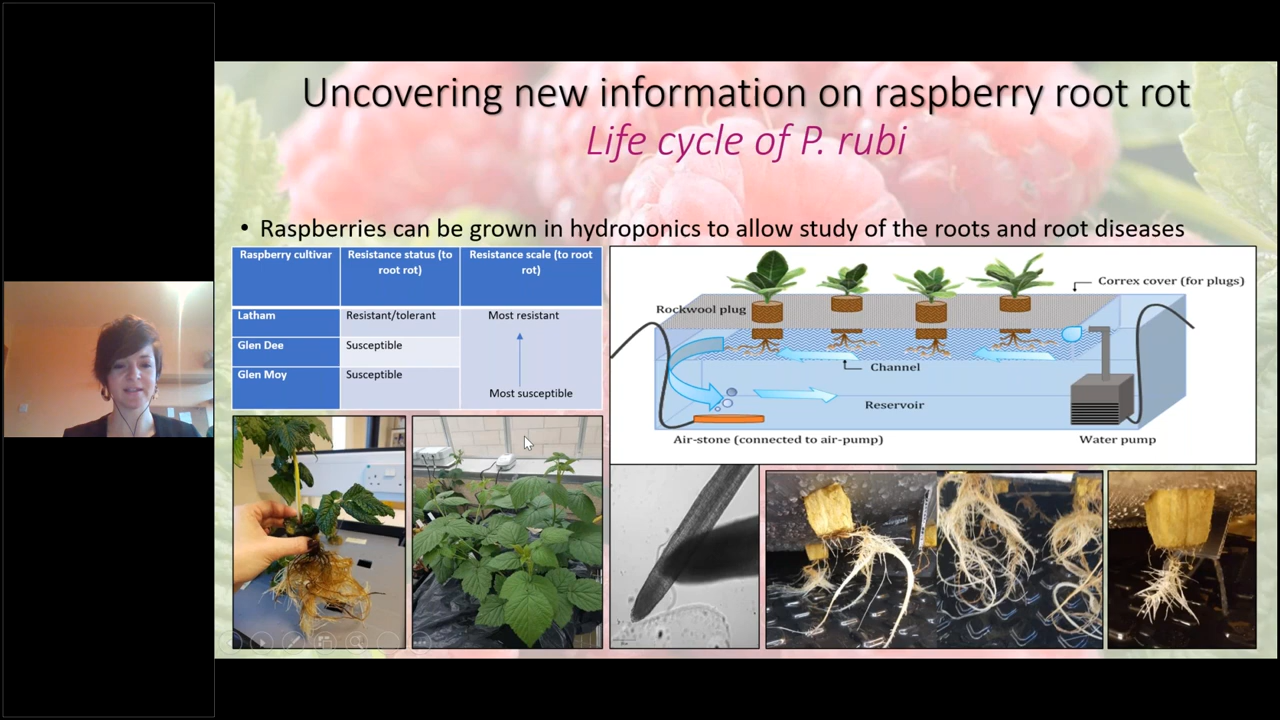 Uncovering new information on raspberry root rot
Life cycle of P. rubi
• Raspberries can be grown in hydroponics to allow study of the roots and root diseases
Raspberry cultivar
Resistance status (to root rot)
Resistance scale (to root rot)
Latham
Resistant/tolerant
Most resistant
Glen Dee
Susceptible
Glen Moy
Susceptible
Most susceptible
Correx cover (for plugs)
Rockwool plug
Channel
Reservoir
Air-stone (connected to air-pump)
Water pump